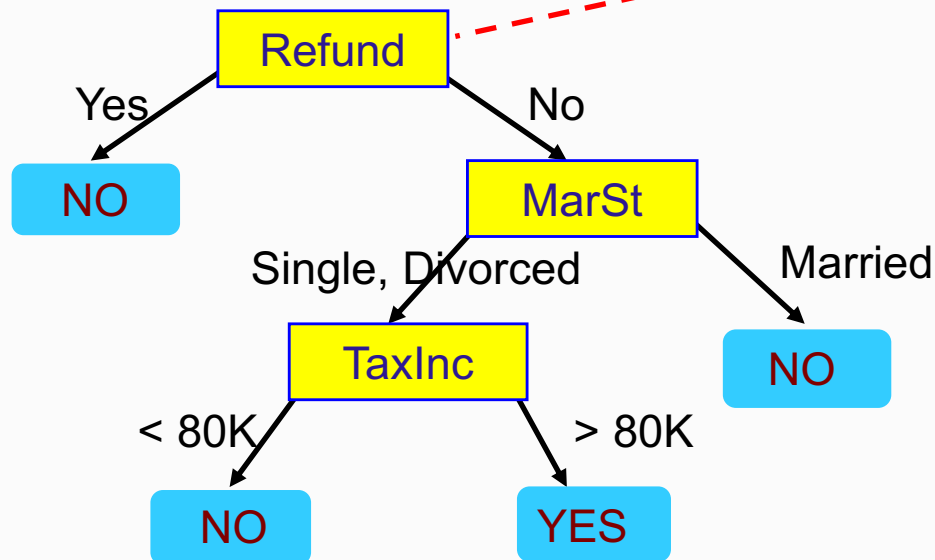 Refund
Yes
No
NO
MarSt
Single, Divorced
Married
TaxInc
NO
< 80K
> 80K
NO
YES